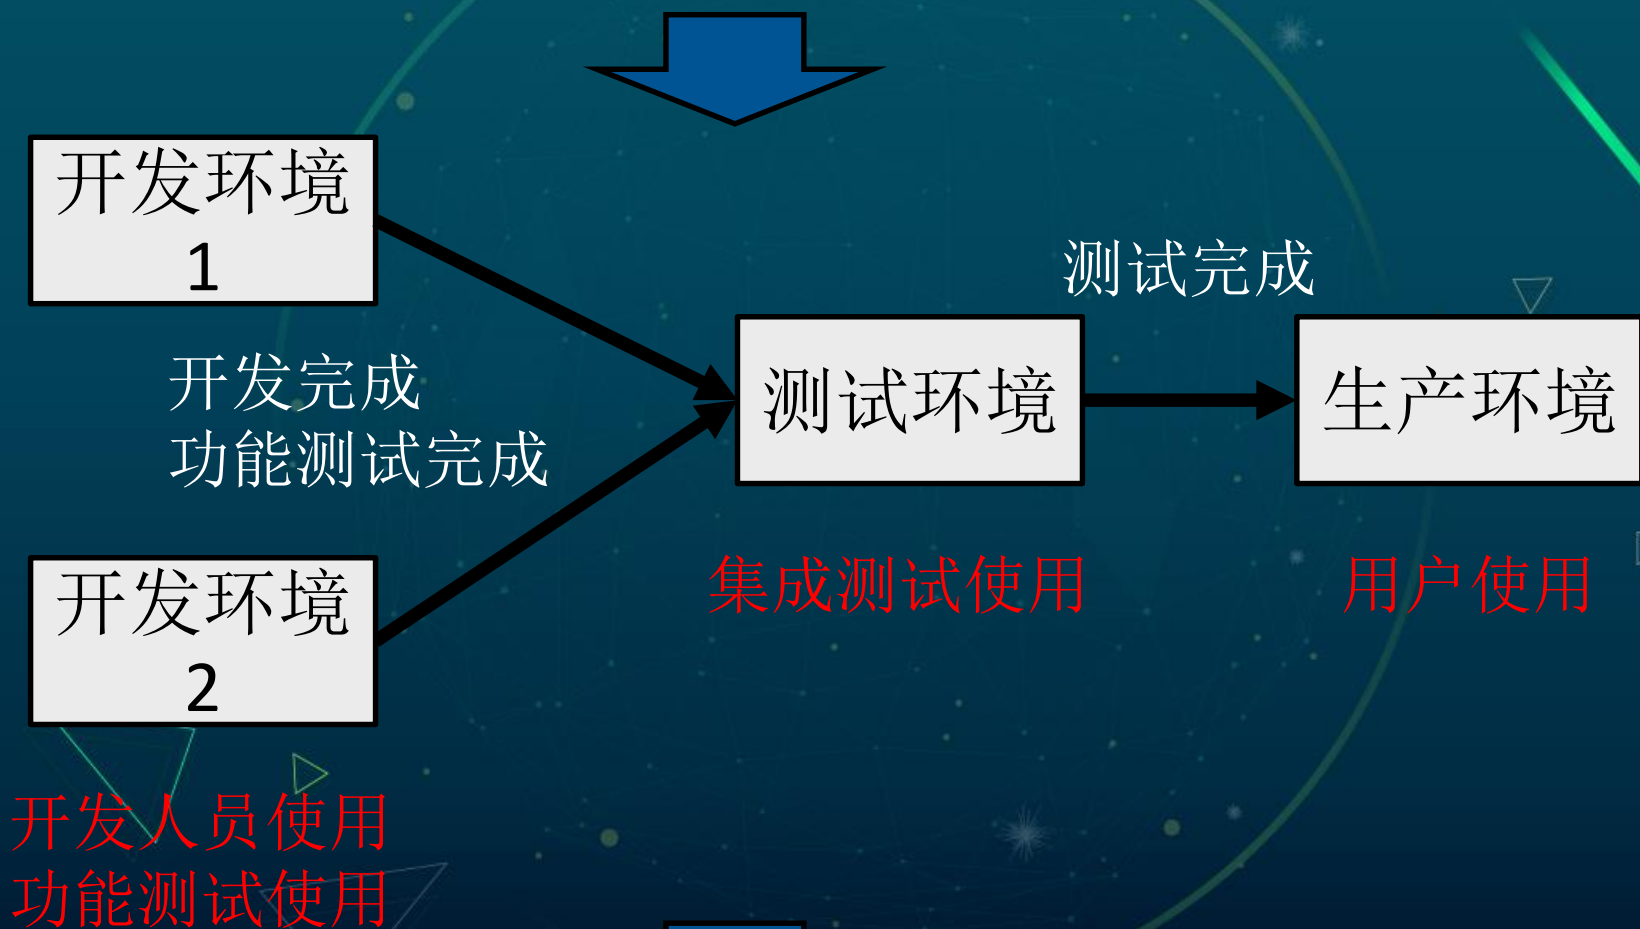 开发环境
1
测试完成
开发完成
功能测试完成
测试环境
生产环境
开发环境
2
集成测试使用
用户使用
开发人员使用
功能测试使用